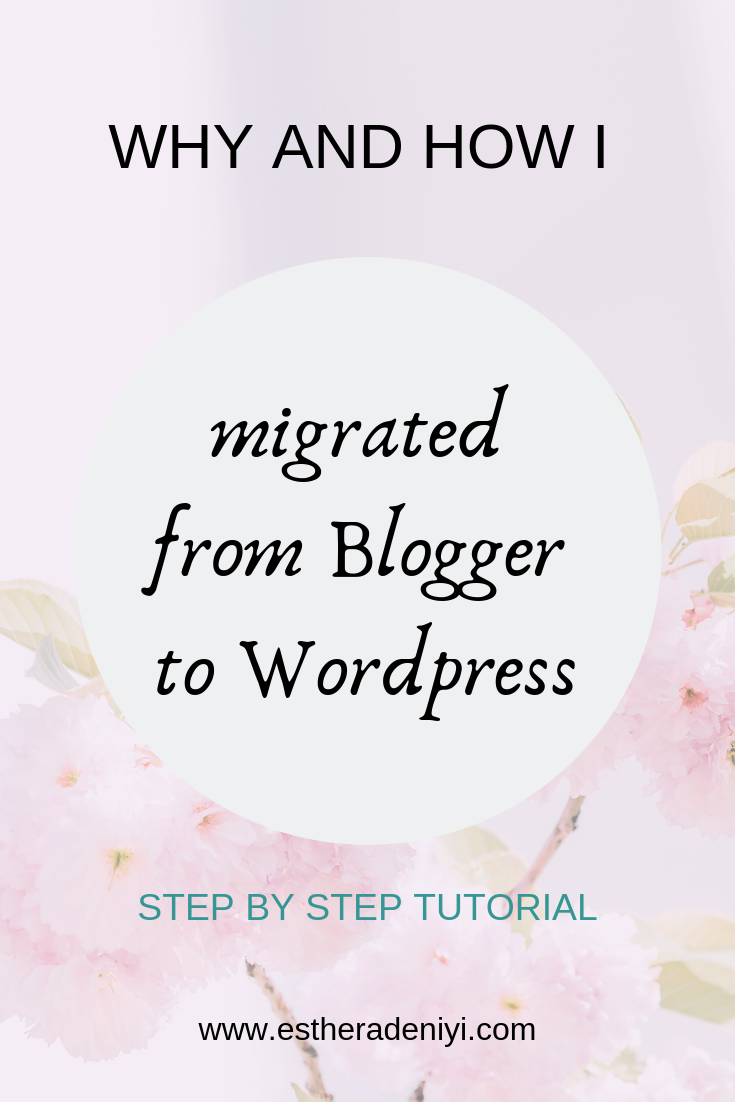 WHY AND HOW I
migrated
from Blogger
to Wordpress
STEP BY STEP TUTORIAL
www.estheradeniyi.com